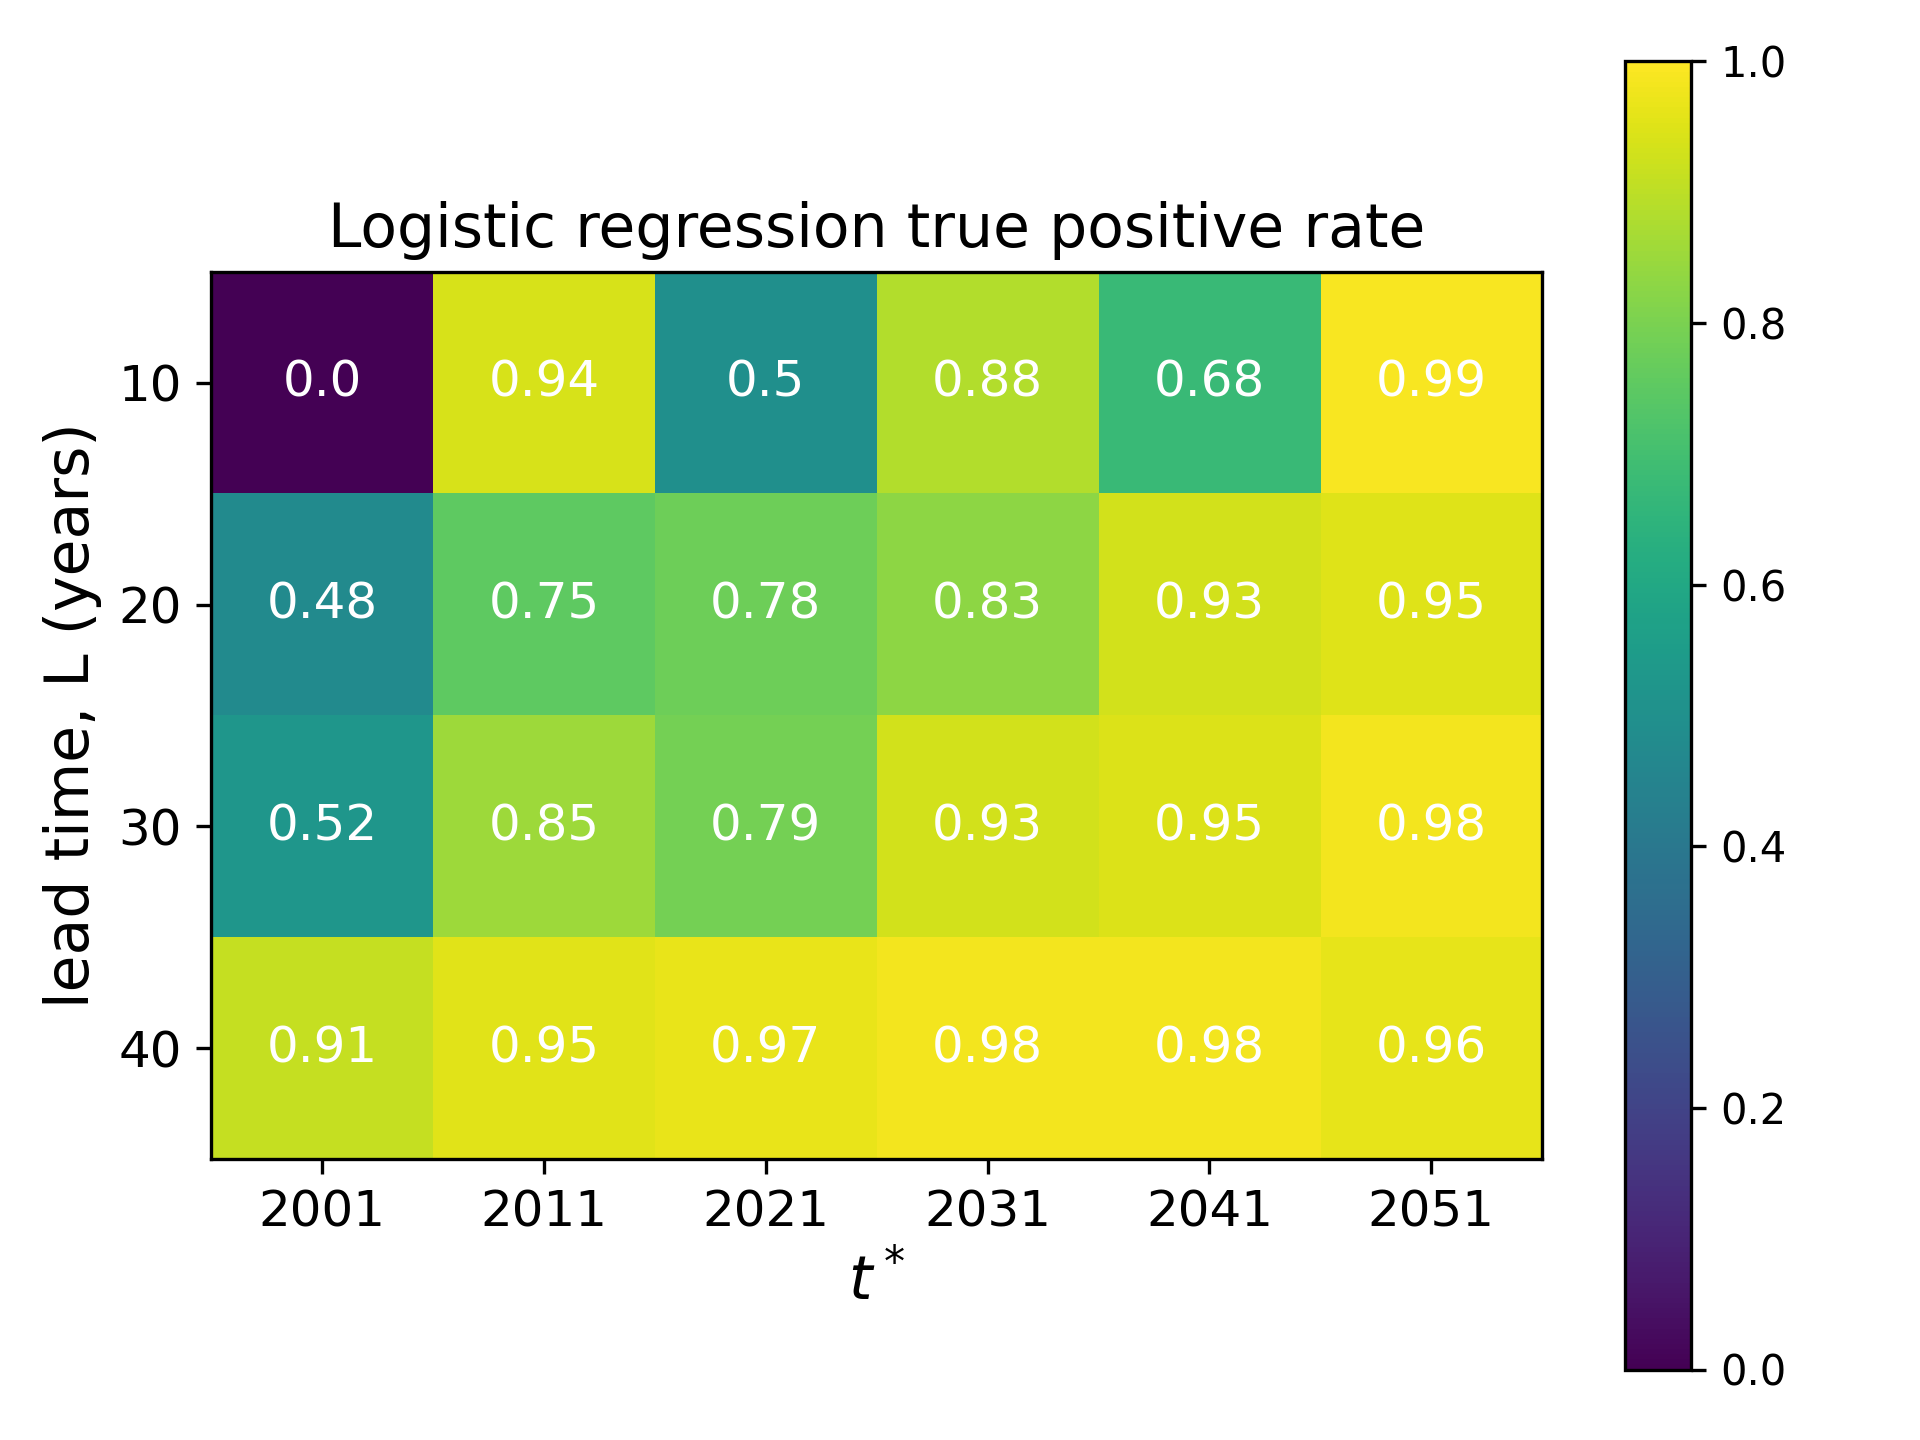 Logistic regression true positive rate
lead time, L (years)
10 0.0 0.94 0.5 0.88 0.68 0.99
20 0.48 0.75 0.78 0.83 0.93 0.95
30 0.52 0.85 0.79 0.93 0.95 0.98
40 0.91 0.95 0.97 0.98 0.98 0.96
2001 2011 2021 2031 2041 2051
t*
1.0
0.8
0.6
0.4
0.2
0.0